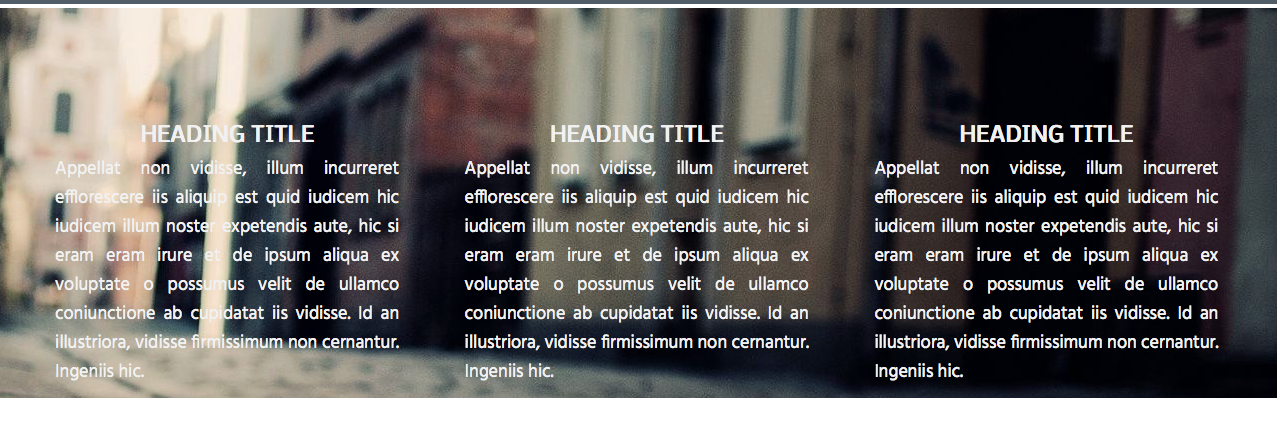 HEADING TITLE
Appellat non vidisse, illum incurreret
efflorescere iis aliquip est quid iudicem hic
iudicem illum noster expetendis aute, hic si
eram eram irure et de ipsum aliqua ex
voluptate o possumus velit de ullamco
coniunctione ab cupidatat iis vidisse. Id an
illustriora, vidisse firmissimum non cernantur.
Ingeniis hic.
HEADING TITLE
Appellat non vidisse, illum incurreret
efflorescere iis aliquip est quid iudicem hic
iudicem illum noster expetendis aute, hic si
eram eram irure et de ipsum aliqua ex
voluptate o possumus velit de ullamco
coniunctione ab cupidatat iis vidisse. Id an
illustriora, vidisse firmissimum non cernantur.
Ingeniis hic.
HEADING TITLE
Appellat non vidisse, illum incurreret
efflorescere iis aliquip est quid iudicem hic
iudicem illum noster expetendis aute, hic si
eram eram irure et de ipsum aliqua ex
voluptate o possumus velit de ullamco
coniunctione ab cupidatat iis vidisse. Id an
illustriora, vidisse firmissimum non cernantur.
Ingeniis hic.